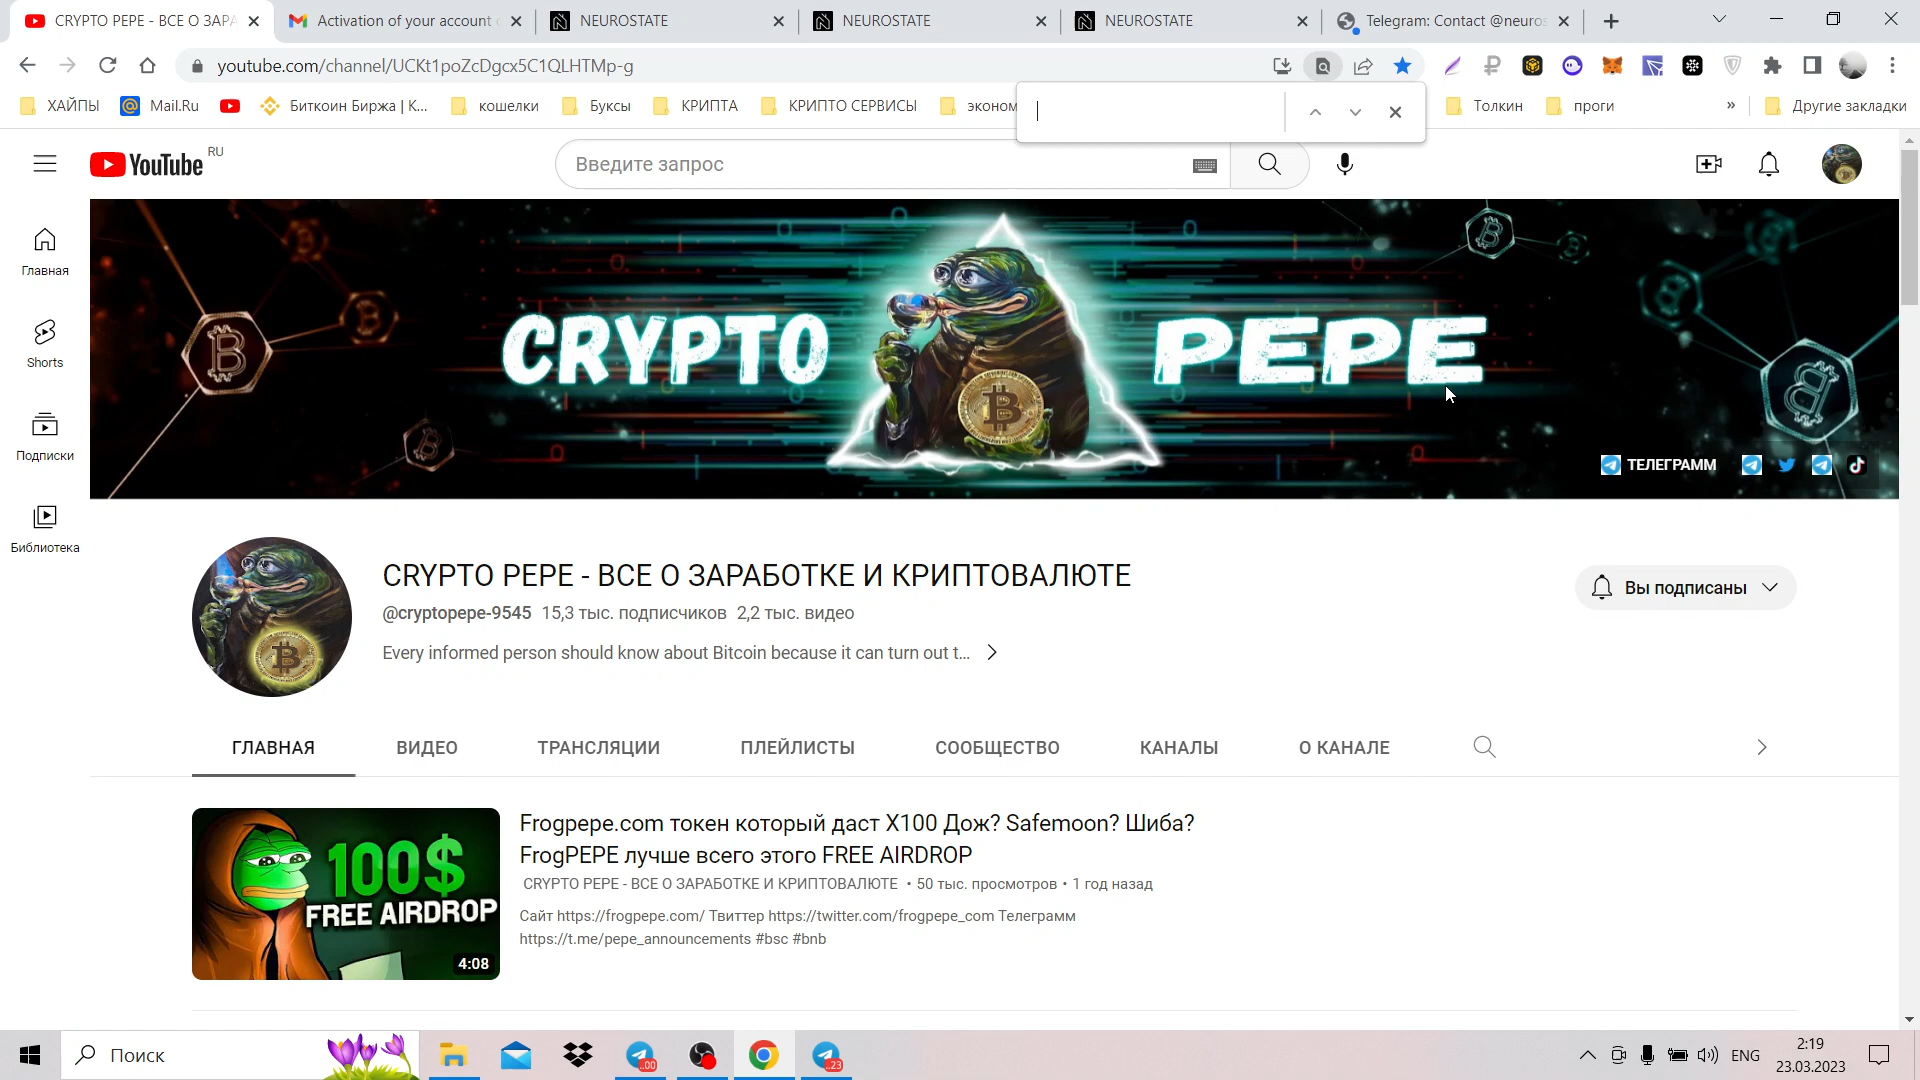 CRYPTO PEPE - ВСЕ О ЗАРА
Activation of your account
NEUROSTATE
NEUROSTATE
NEUROSTATE
Telegram: Contact @neuros
youtube.com/channel/UCKt1poZcDgcx5C1QLHTMp-g
ХАЙПЫ
Mail.Ru
Биткоин Биржа | К...
кошелки
Буксы
КРИПТА
КРИПТО СЕРВИСЫ
эконом
Толкин
проги
»
Другие закладки
YouTube RU
Введите запрос
Главная
Shorts
Подписки
Библиотека
CRYPTO PEPE
ТЕЛЕГРАММ
CRYPTO PEPE - ВСЕ О ЗАРАБОТКЕ И КРИПТОВАЛЮТЕ
@cryptopepe-9545 15,3 тыс. подписчиков 2,2 тыс. видео
Every informed person should know about Bitcoin because it can turn out t...
Вы подписаны
ГЛАВНАЯ
ВИДЕО
ТРАНСЛЯЦИИ
ПЛЕЙЛИСТЫ
СООБЩЕСТВО
КАНАЛЫ
О КАНАЛЕ
100$
FREE AIRDROP
4:08
Frogpepe.com токен который даст X100 Дож? Safemoon? Шиба?
FrogPEPE лучше всего этого FREE AIRDROP
CRYPTO PEPE - ВСЕ О ЗАРАБОТКЕ И КРИПТОВАЛЮТЕ • 50 тыс. просмотров • 1 год назад
Сайт https://frogpepe.com/ Твиттер https://twitter.com/frogpepe_com Телеграмм
https://t.me/pepe_announcements #bsc #bnb
Поиск
..00
..23
ENG
2:19
23.03.2023